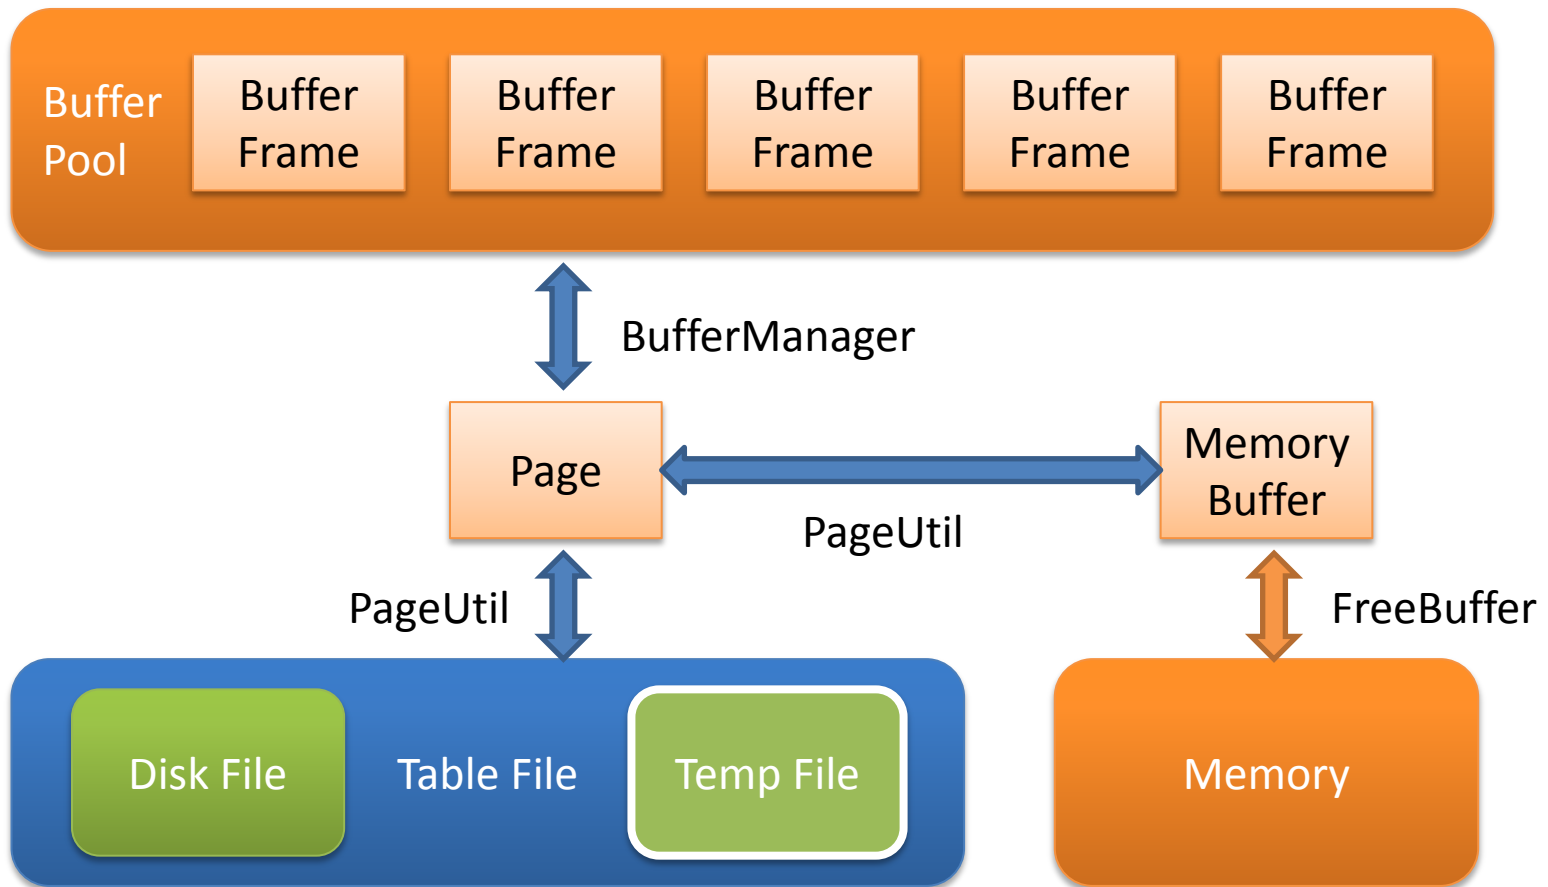 Buffer
Pool
Buffer
Frame
Buffer
Frame
Buffer
Frame
Buffer
Frame
Buffer
Frame
BufferManager
Page
Memory
Buffer
PageUtil
PageUtil
FreeBuffer
Disk File
Table File
Temp File
Memory